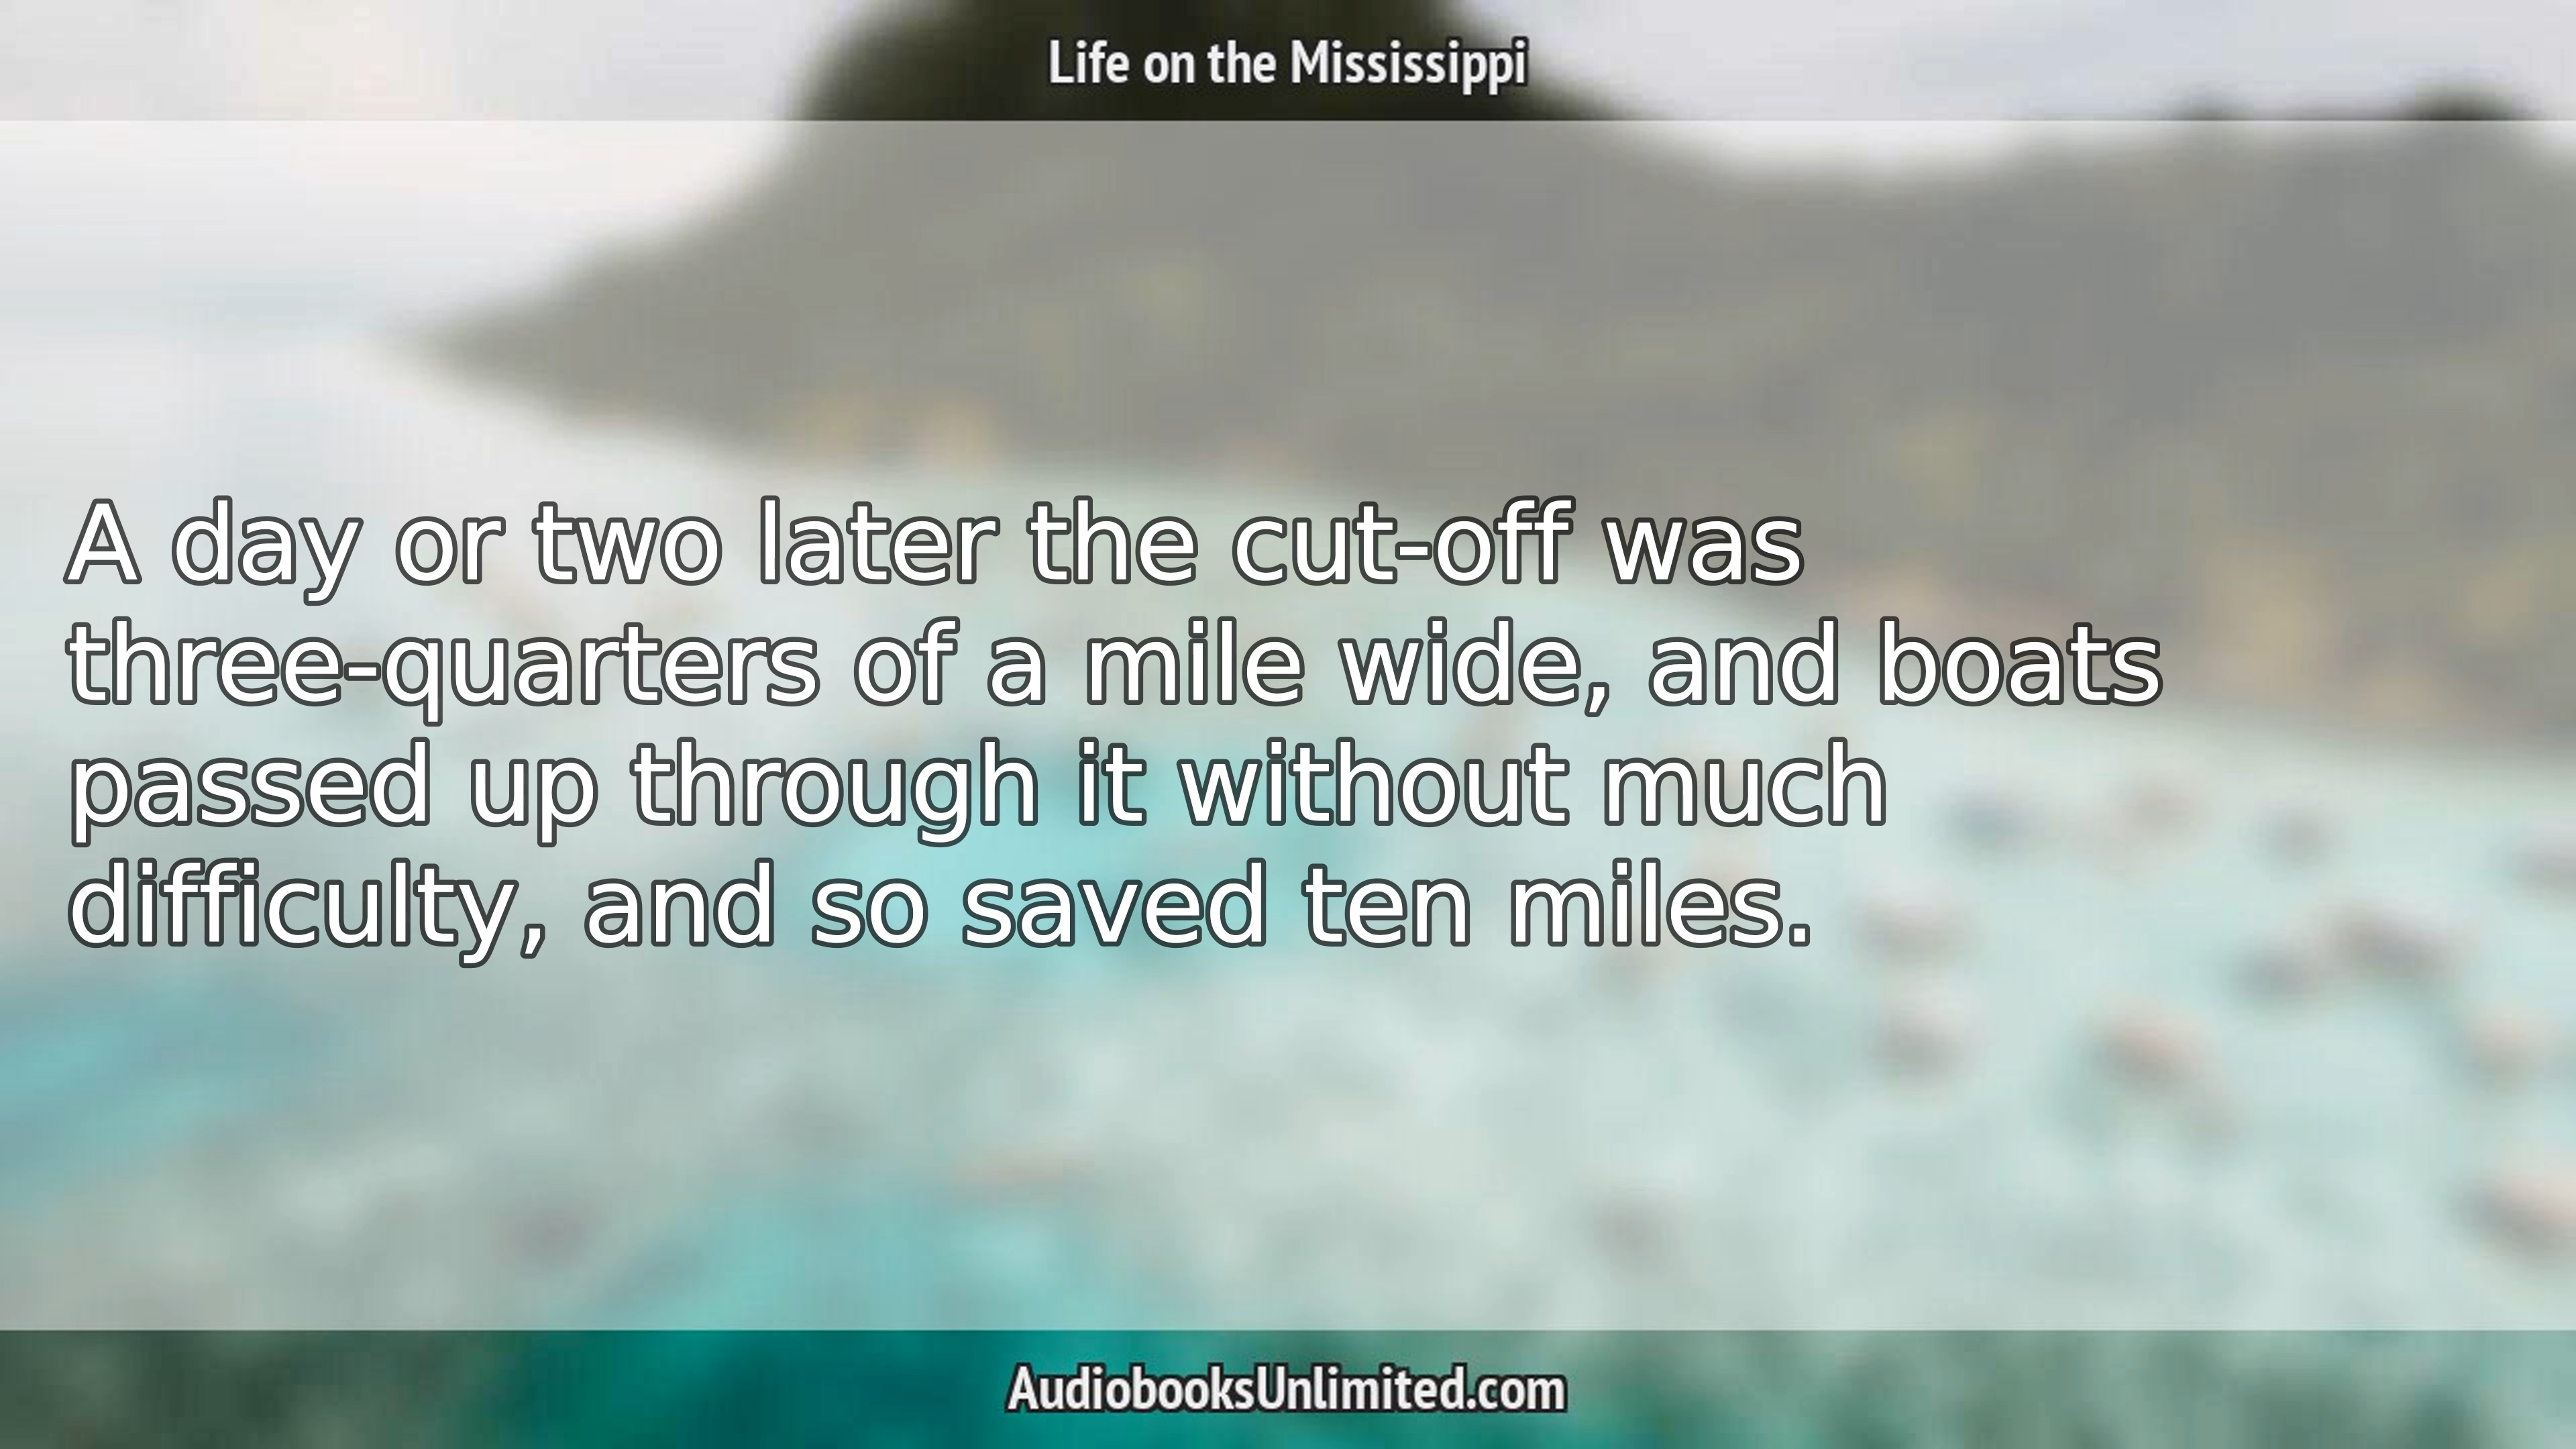 Life on the Mississippi
A day or two later the cut-off was
three-quarters of a mile wide, and boats
passed up through it without much
difficulty, and so saved ten miles.
AudiobooksUnlimited.com